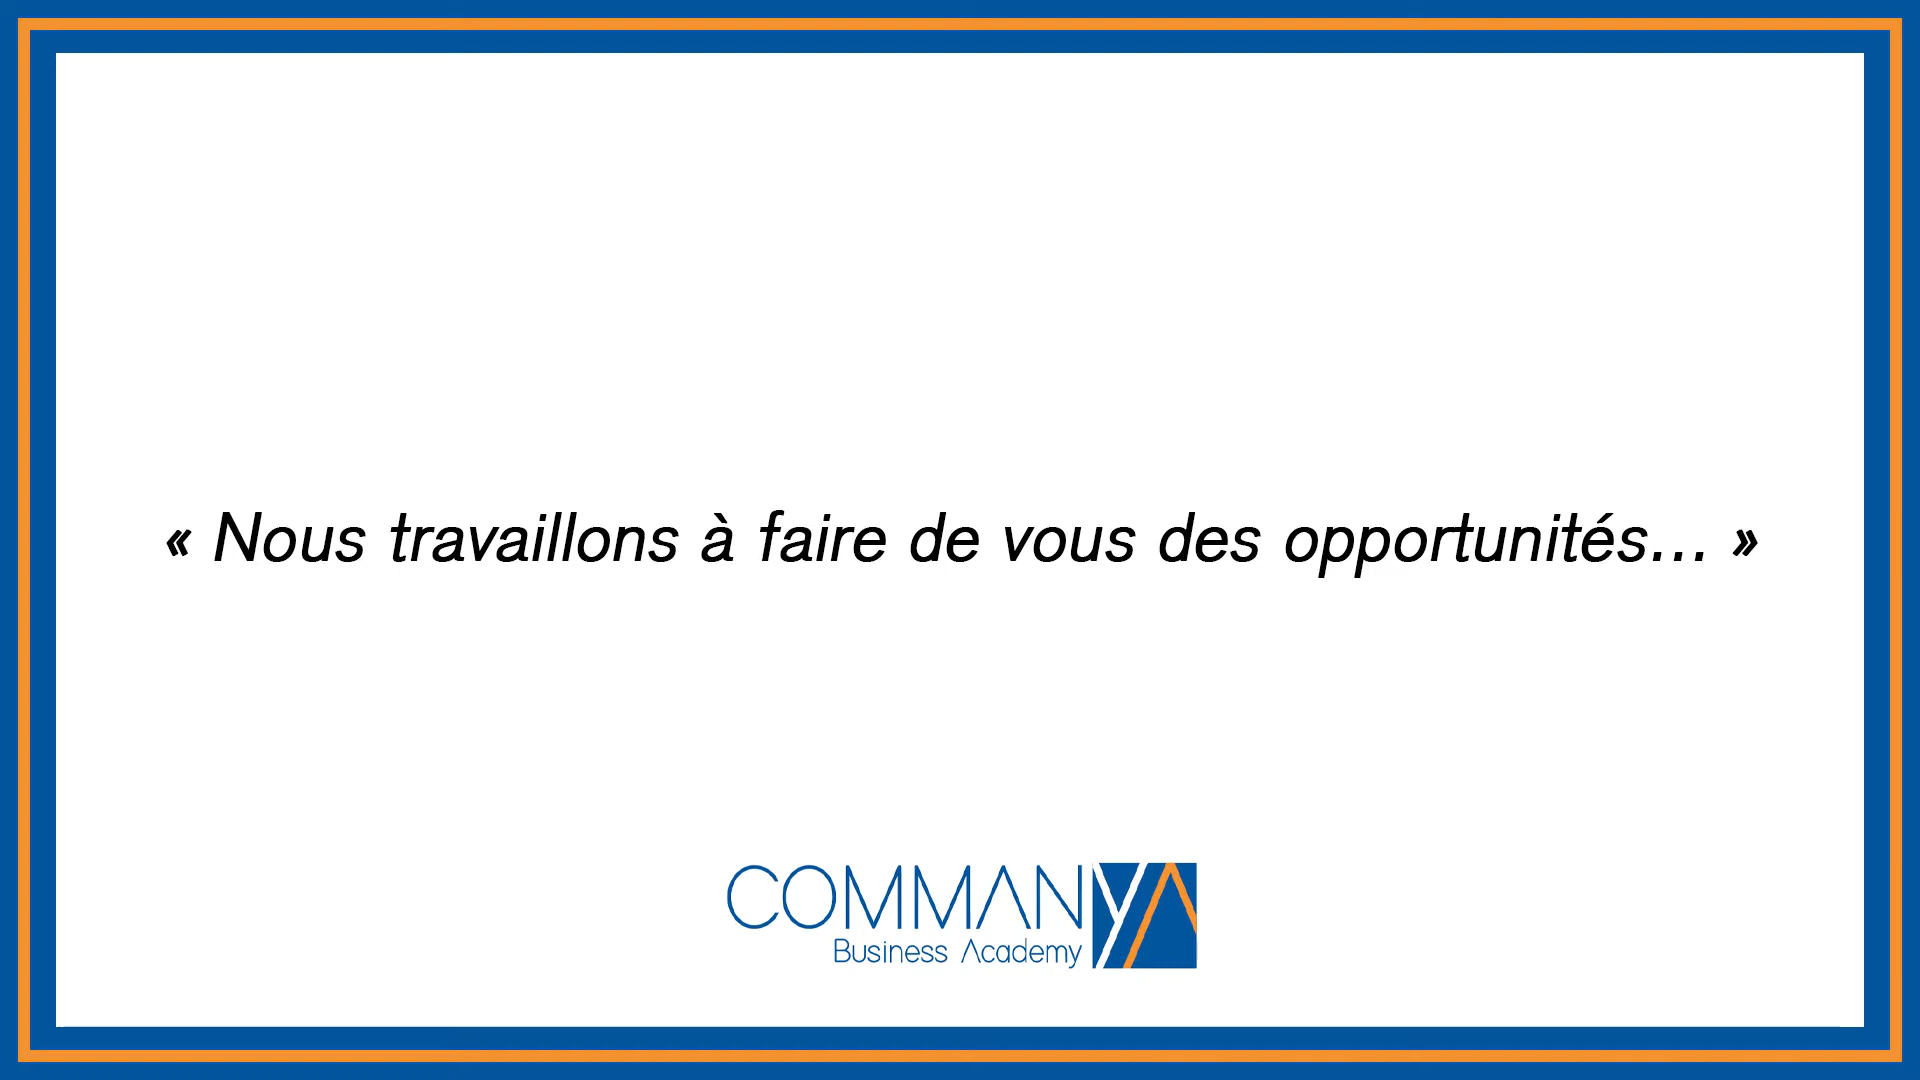 « Nous travaillons à faire de vous des opportunités... »
COMMANYA
Business Academy